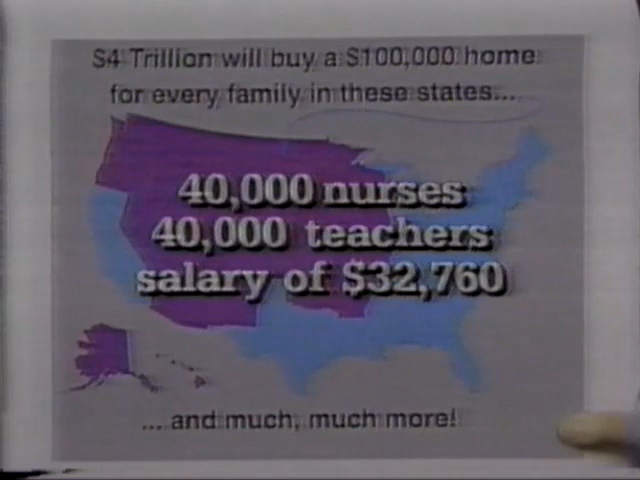 $4 Trillion will buy a $100,000 home
for every family in these states...
40,000 nurses
40,000 teachers
salary of $32,760
... and much, much more!